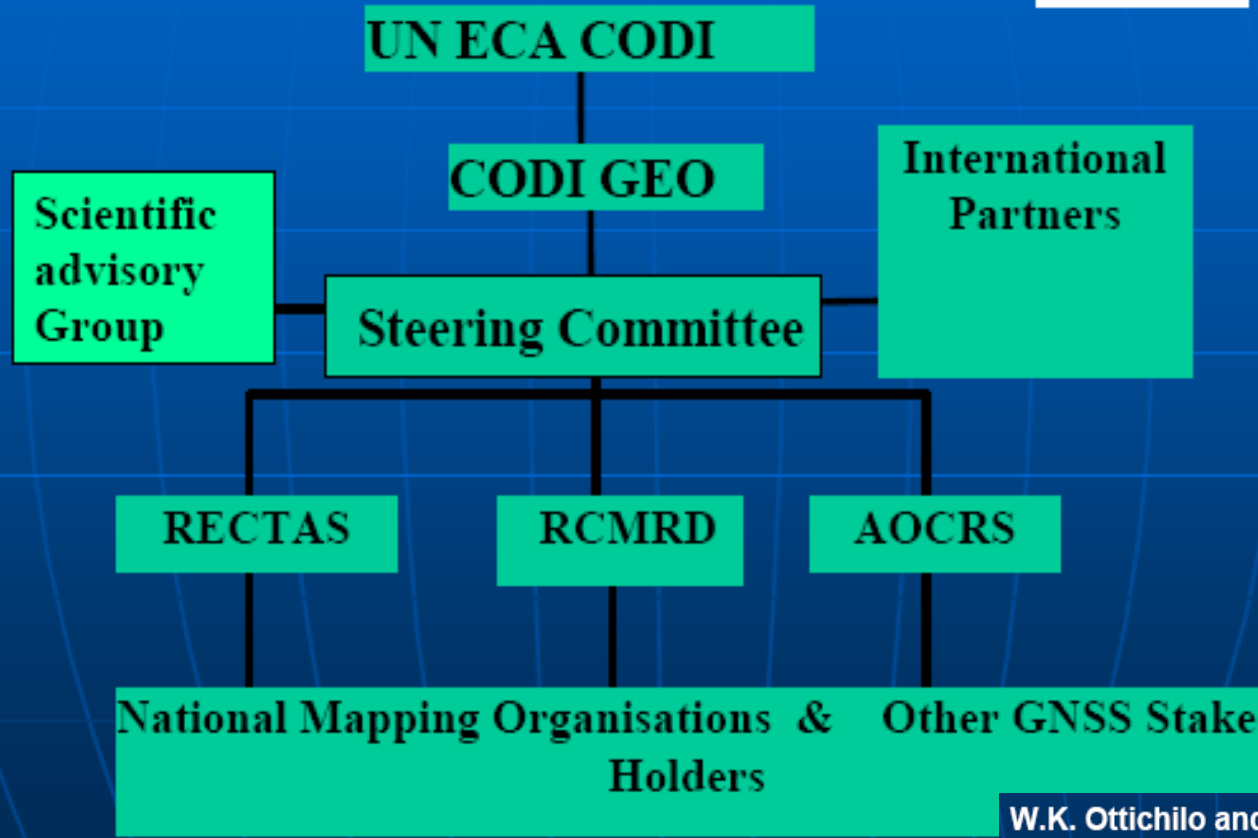 UN ECA CODI
CODI GEO
International
Partners
Scientific
advisory
Group
Steering Committee
RECTAS
RCMRD
AOCRS
National Mapping Organisations & Other GNSS Stake
Holders
W.K. Ottichilo and